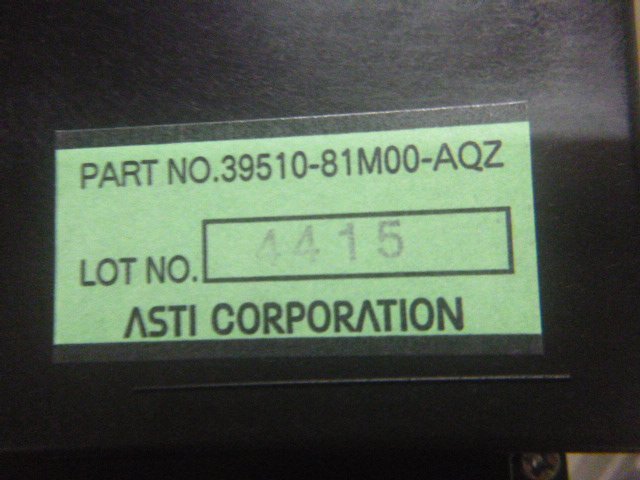 PART NO.39510-81M00-AQZ
LOT NO. 4415
ASTI CORPORATION